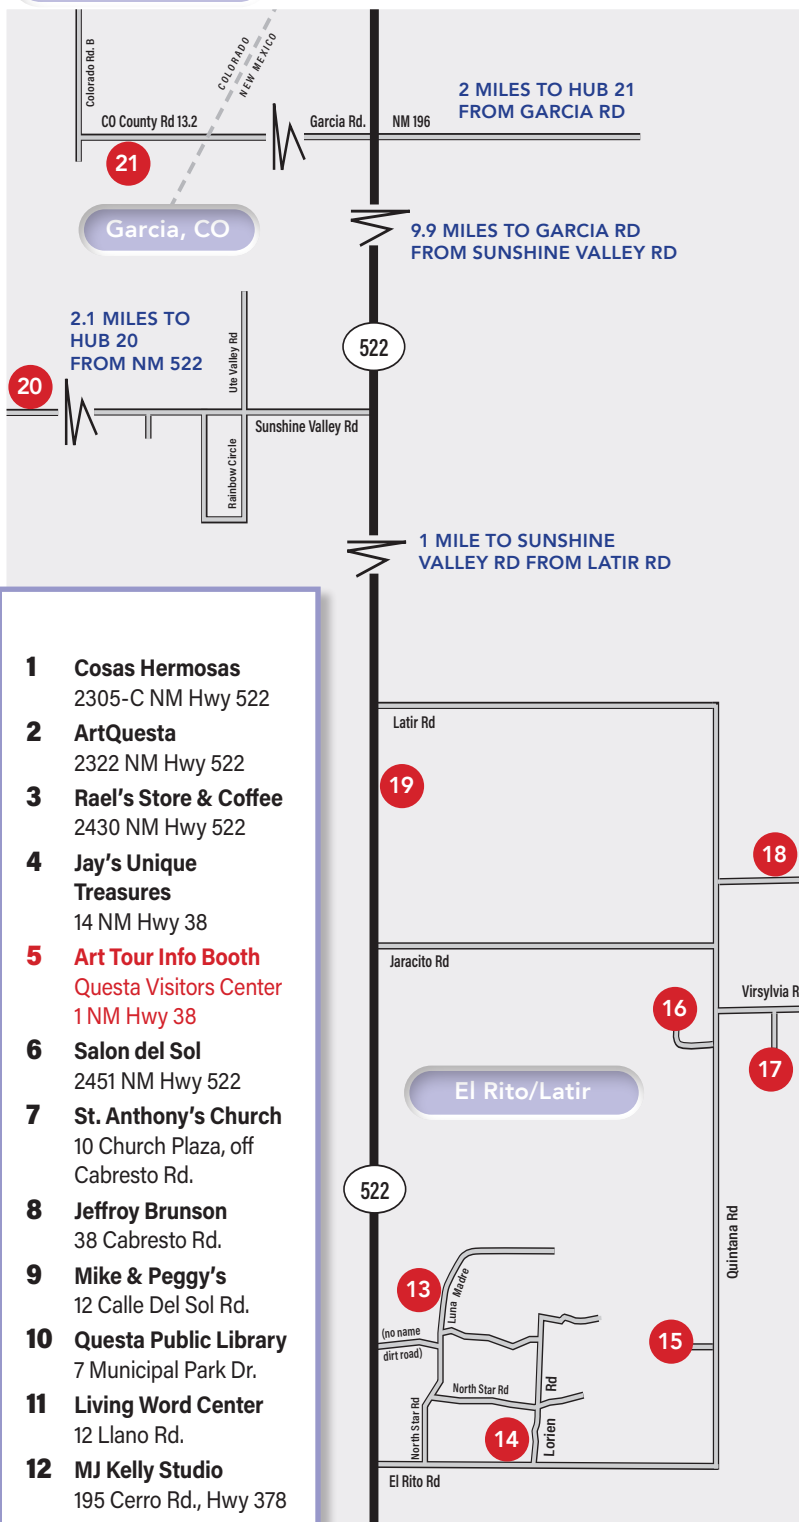 Colorado Rd. B
COLORADO
NEW MEXICO
2 MILES TO HUB 21
FROM GARCIA RD
CO County Rd 13.2
Garcia Rd.
NM 196
21
Garcia, CO
9.9 MILES TO GARCIA RD
FROM SUNSHINE VALLEY RD
2.1 MILES TO
HUB 20
FROM NM 522
Ute Valley Rd
522
20
Sunshine Valley Rd
Rainbow Circle
1 MILE TO SUNSHINE
VALLEY RD FROM LATIR RD
1 Cosas Hermosas
2305-C NM Hwy 522
2 ArtQuesta
2322 NM Hwy 522
3 Rael's Store & Coffee
2430 NM Hwy 522
4 Jay's Unique
Treasures
14 NM Hwy 38
5 Art Tour Info Booth
Questa Visitors Center
1 NM Hwy 38
6 Salon del Sol
2451 NM Hwy 522
7 St. Anthony's Church
10 Church Plaza, off
Cabresto Rd.
8 Jeffroy Brunson
38 Cabresto Rd.
9 Mike & Peggy's
12 Calle Del Sol Rd.
10 Questa Public Library
7 Municipal Park Dr.
11 Living Word Center
12 Llano Rd.
12 MJ Kelly Studio
195 Cerro Rd., Hwy 378
Latir Rd
19
18
Jaracito Rd
Virsylvia R
16
17
El Rito/Latir
522
Quintana Rd
13
Luna Madre
(no name
dirt road)
15
North Star Rd
North Star Rd
Lorien Rd
14
El Rito Rd